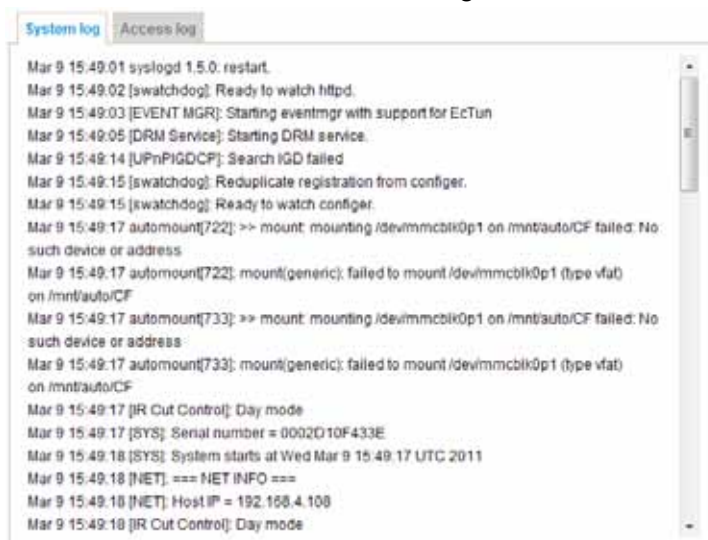 System log Access log
Mar 9 15:49:01 syslogd 1.5.0: restart.
Mar 9 15:49:02 [swatchdog]: Ready to watch httpd.
Mar 9 15:49:03 [EVENT MGR]: Starting eventmgr with support for EcTun
Mar 9 15:49:05 [DRM Service]: Starting DRM service.
Mar 9 15:49:14 [UPnPIGDCP]: Search IGD failed
Mar 9 15:49:15 [swatchdog]: Reduplicate registration from configer.
Mar 9 15:49:15 [swatchdog]: Ready to watch configer.
Mar 9 15:49:17 automount[722]: >> mount: mounting /dev/mmcblk0p1 on /mnt/auto/CF failed: No
such device or address
Mar 9 15:49:17 automount[722]: mount(generic): failed to mount /dev/mmcblk0p1 (type vfat)
on /mnt/auto/CF
Mar 9 15:49:17 automount[733]: >> mount: mounting /dev/mmcblk0p1 on /mnt/auto/CF failed: No
such device or address
Mar 9 15:49:17 automount[733]: mount(generic): failed to mount /dev/mmcblk0p1 (type vfat)
on /mnt/auto/CF
Mar 9 15:49:17 [IR Cut Control]: Day mode
Mar 9 15:49:17 [SYS]: Serial number = 0002D10F433E
Mar 9 15:49:18 [SYS]: System starts at Wed Mar 9 15:49:17 UTC 2011
Mar 9 15:49:18 [NET]: === NET INFO ===
Mar 9 15:49:18 [NET]: Host IP = 192.168.4.108
Mar 9 15:49:18 [IR Cut Control]: Day mode